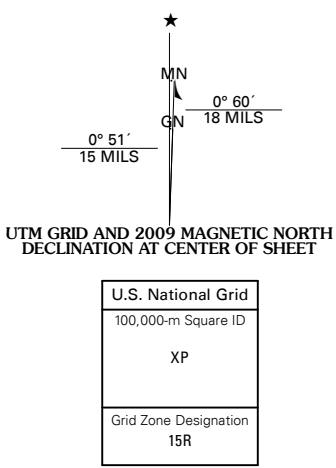 ★
MN
0° 60´
18 MILS
GN
0° 51´
15 MILS
UTM GRID AND 2009 MAGNETIC NORTH
DECLINATION AT CENTER OF SHEET
U.S. National Grid
100,000-m Square ID
XP
Grid Zone Designation
15R